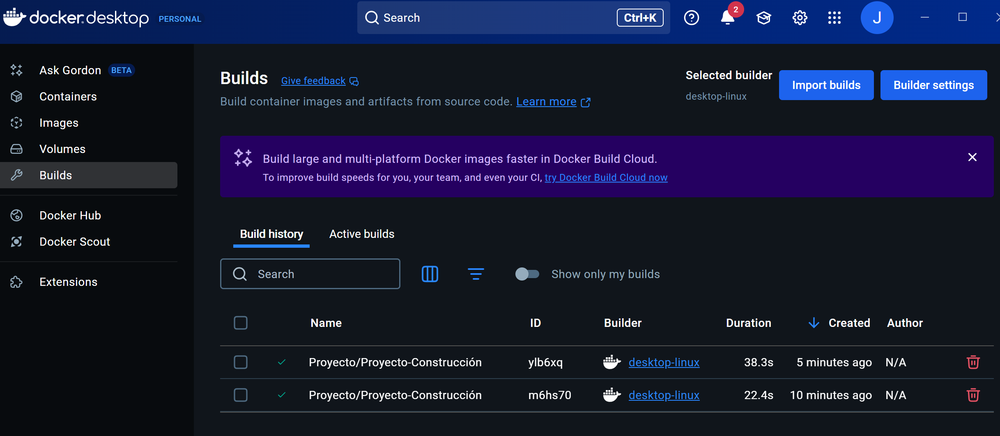 docker.desktop PERSONAL
Search Ctrl+K
2
J
Ask Gordon BETA
Containers
Images
Volumes
Builds
Docker Hub
Docker Scout
Extensions
Builds Give feedback
Build container images and artifacts from source code. Learn more
Selected builder
desktop-linux
Import builds
Builder settings
Build large and multi-platform Docker images faster in Docker Build Cloud.
To improve build speeds for you, your team, and even your CI, try Docker Build Cloud now
Build history Active builds
Search Show only my builds
Name ID Builder Duration Created Author
Proyecto/Proyecto-Construcción ylb6xq desktop-linux 38.3s 5 minutes ago N/A
Proyecto/Proyecto-Construcción m6hs70 desktop-linux 22.4s 10 minutes ago N/A